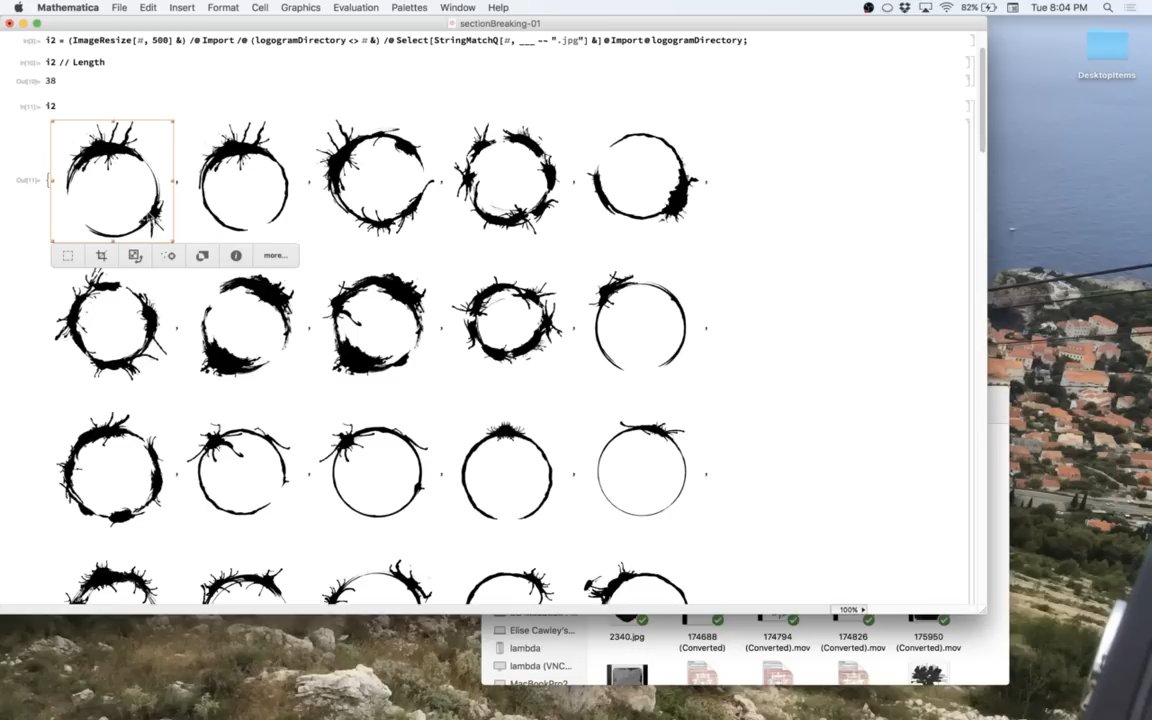 Mathematica File Edit Insert Format Cell Graphics Evaluation Palettes Window Help 82% Tue 8:04 PM
sectionBreaking-01
In[3]:= i2 = (ImageResize[#, 500] &) /@ Import /@ (logogramDirectory <> # &) /@ Select[StringMatchQ[#, ___ ~~ ".jpg"] &]@Import@logogramDirectory;
In[10]:= i2 // Length
Out[10]= 38
In[11]:= i2
Out[11]= { , , , , ,
more...
, , , , ,
, , , , ,
100%
DesktopItems
Elise Cawley's...
lambda
lambda (VNC...
MacBookPro2
2340.jpg
174688 (Converted).mov
174794 (Converted).mov
174826 (Converted).mov
175950 (Converted).mov